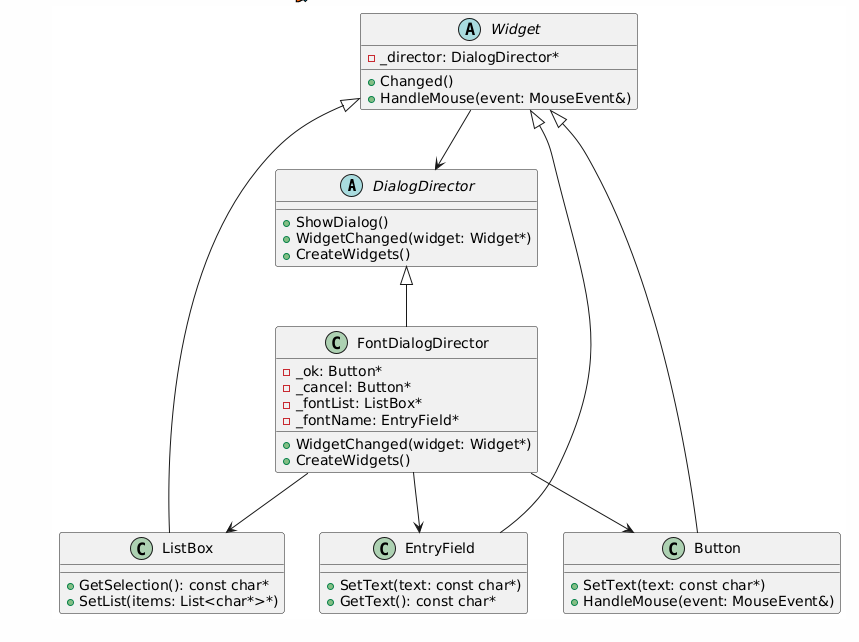 A Widget
_director: DialogDirector*
Changed()
HandleMouse(event: MouseEvent&)
A DialogDirector
ShowDialog()
WidgetChanged(widget: Widget*)
CreateWidgets()
C FontDialogDirector
_ok: Button*
_cancel: Button*
_fontList: ListBox*
_fontName: EntryField*
WidgetChanged(widget: Widget*)
CreateWidgets()
C ListBox
GetSelection(): const char*
SetList(items: List<char*>*)
C EntryField
SetText(text: const char*)
GetText(): const char*
C Button
SetText(text: const char*)
HandleMouse(event: MouseEvent&)